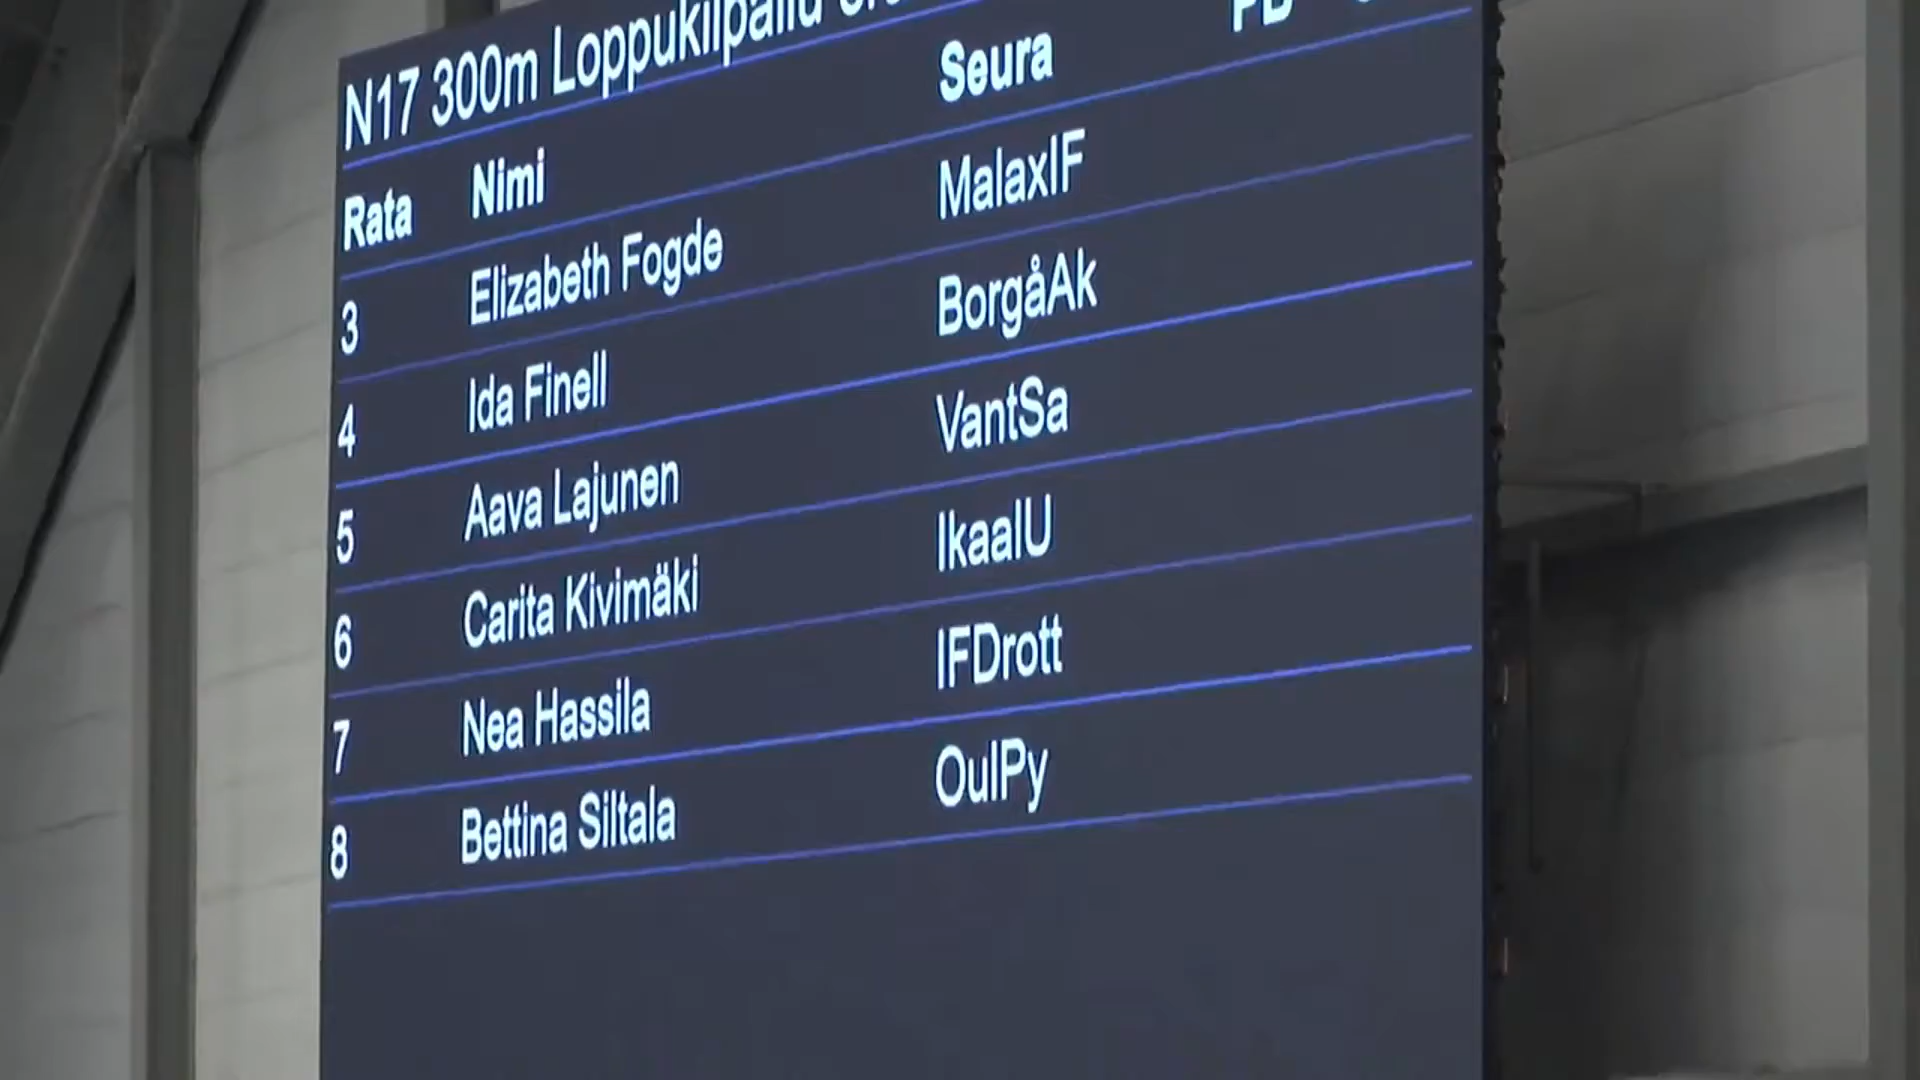 N17 300m Loppukilpailu
Rata Nimi Seura PB
3 Elizabeth Fogde MalaxIF
4 Ida Finell BorgåAk
5 Aava Lajunen VantSa
6 Carita Kivimäki IkaalU
7 Nea Hassila IFDrott
8 Bettina Siltala OulPy